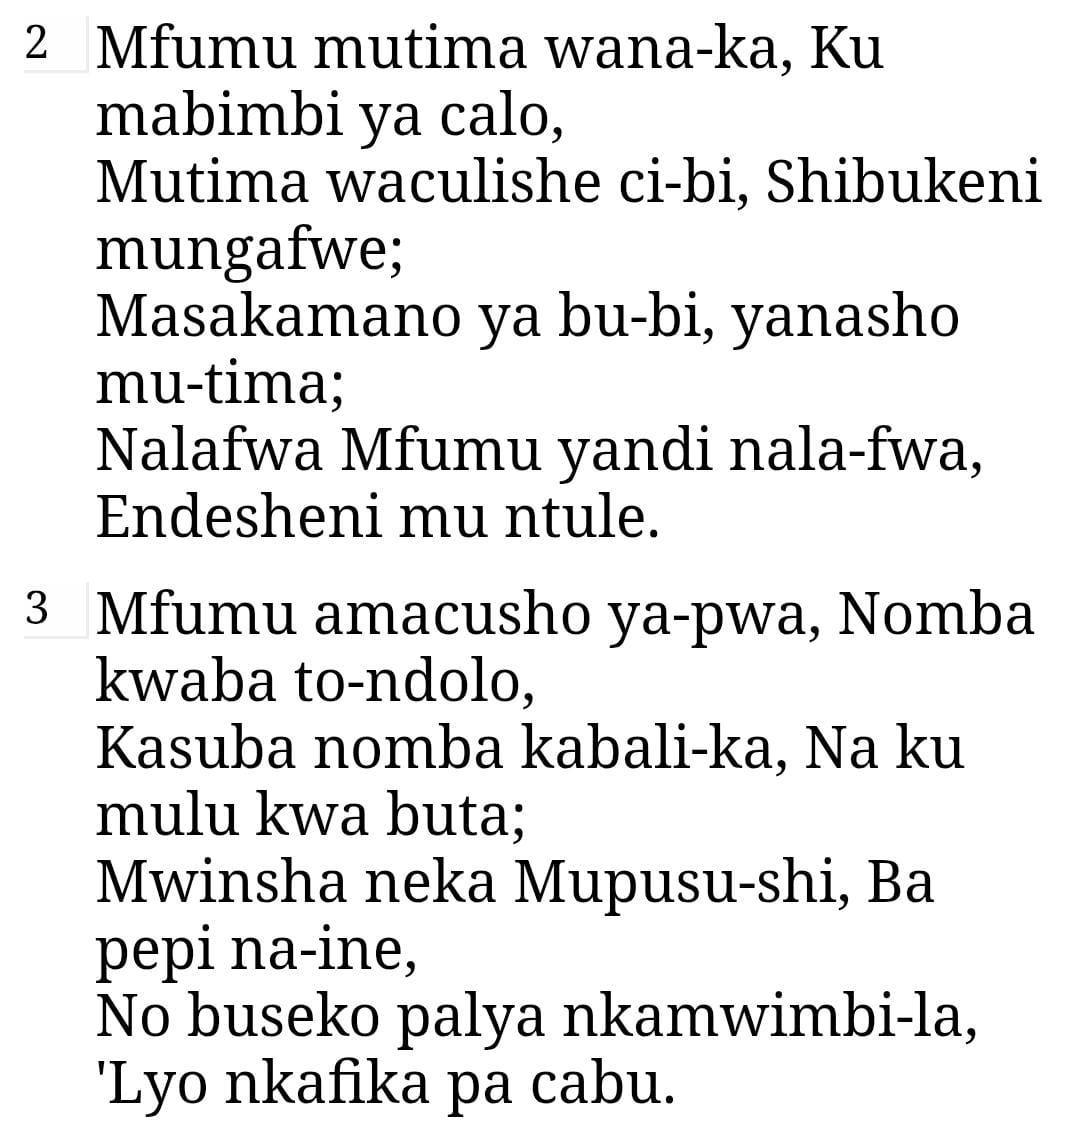 2 Mfumu mutima wana-ka, Ku
mabimbi ya calo,
Mutima waculishe ci-bi, Shibukeni
mungafwe;
Masakamano ya bu-bi, yanasho
mu-tima;
Nalafwa Mfumu yandi nala-fwa,
Endesheni mu ntule.
3 Mfumu amacusho ya-pwa, Nomba
kwaba to-ndolo,
Kasuba nomba kabali-ka, Na ku
mulu kwa buta;
Mwinsha neka Mupusu-shi, Ba
pepi na-ine,
No buseko palya nkamwimbi-la,
'Lyo nkafika pa cabu.